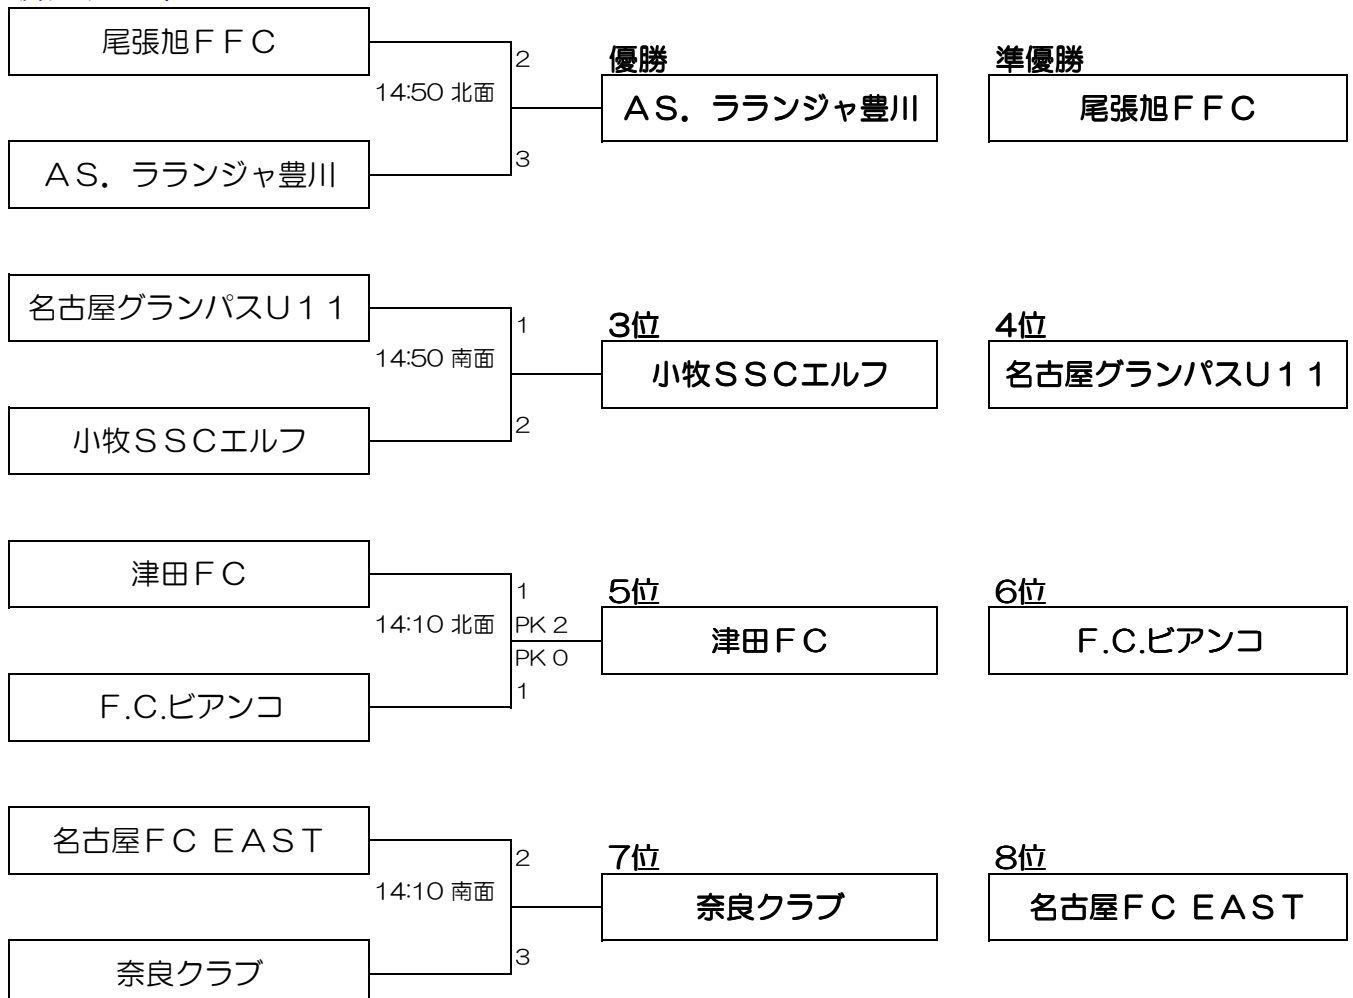 尾張旭ＦＦＣ
14:50 北面
2
3
優勝
ＡＳ．ラランジャ豊川
準優勝
尾張旭ＦＦＣ
ＡＳ．ラランジャ豊川
名古屋グランパスＵ１１
14:50 南面
1
2
3位
小牧ＳＳＣエルフ
4位
名古屋グランパスＵ１１
小牧ＳＳＣエルフ
津田ＦＣ
14:10 北面
1
PK 2
PK 0
1
5位
津田ＦＣ
6位
Ｆ.Ｃ.ビアンコ
Ｆ.Ｃ.ビアンコ
名古屋ＦＣ ＥＡＳＴ
14:10 南面
2
3
7位
奈良クラブ
8位
名古屋ＦＣ ＥＡＳＴ
奈良クラブ